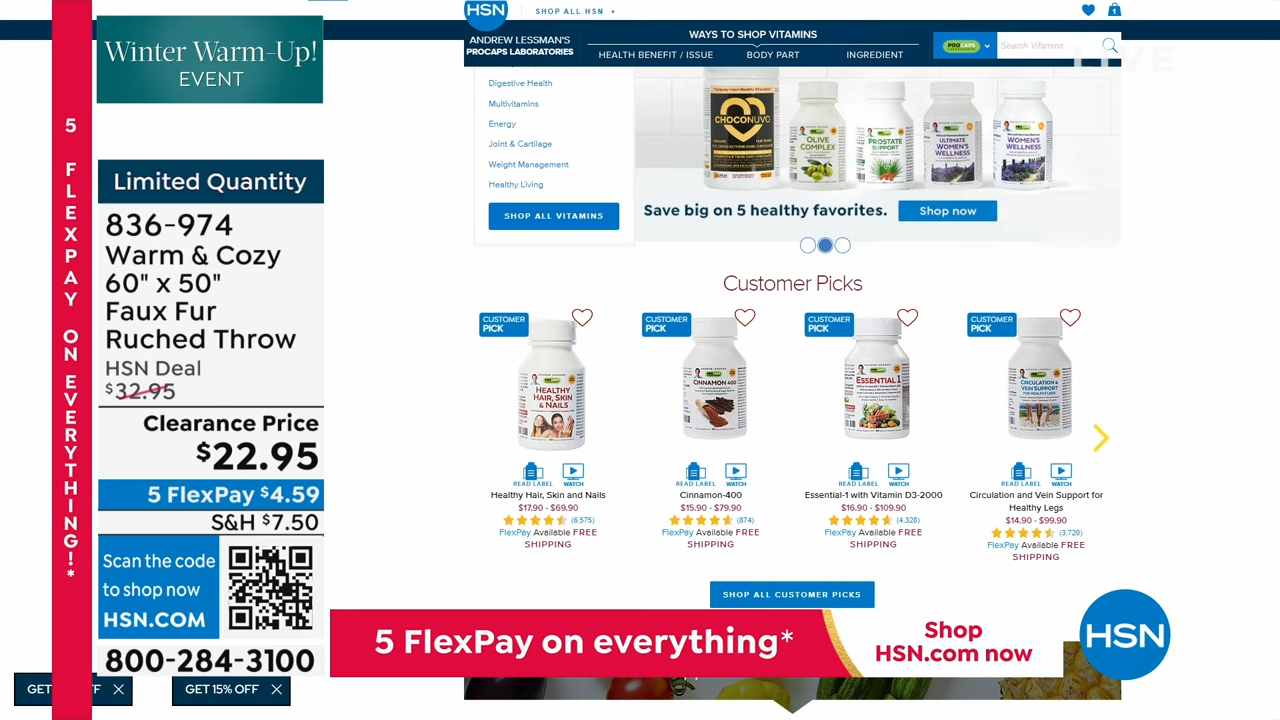 5 FLEXPAY ON EVERYTHING!*
Winter Warm-Up!
EVENT
Limited Quantity
836-974
Warm & Cozy
60" x 50"
Faux Fur
Ruched Throw
HSN Deal
$32.95
Clearance Price
$22.95
5 FlexPay $4.59
S&H $7.50
Scan the code
to shop now
HSN.COM
800-284-3100
GET
FF
GET 15% OFF
HSN
SHOP ALL HSN +
1
ANDREW LESSMAN'S
PROCAPS LABORATORIES
WAYS TO SHOP VITAMINS
HEALTH BENEFIT / ISSUE
BODY PART
INGREDIENT
PROCAPS
Search Vitamins
LIVE
Digestive Health
Multivitamins
Energy
Joint & Cartilage
Weight Management
Healthy Living
SHOP ALL VITAMINS
CHOCONUVO
OLIVE
COMPLEX
PROSTATE
SUPPORT
ULTIMATE
WOMEN'S
WELLNESS
WOMEN'S
WELLNESS
Save big on 5 healthy favorites.
Shop now
Customer Picks
CUSTOMER
PICK
CUSTOMER
PICK
CUSTOMER
PICK
CUSTOMER
PICK
HEALTHY
HAIR, SKIN
& NAILS
CINNAMON 400
ESSENTIAL 1
CIRCULATION &
VEIN SUPPORT
FOR HEALTHY LEGS
READ LABEL
WATCH
READ LABEL
WATCH
READ LABEL
WATCH
READ LABEL
WATCH
Healthy Hair, Skin and Nails
$17.90 - $69.90
(6,575)
FlexPay Available FREE
SHIPPING
Cinnamon-400
$15.90 - $79.90
(874)
FlexPay Available FREE
SHIPPING
Essential-1 with Vitamin D3-2000
$16.90 - $109.90
(4,328)
FlexPay Available FREE
SHIPPING
Circulation and Vein Support for
Healthy Legs
$14.90 - $99.90
(3,720)
FlexPay Available FREE
SHIPPING
SHOP ALL CUSTOMER PICKS
5 FlexPay on everything*
Shop
HSN.com now
HSN